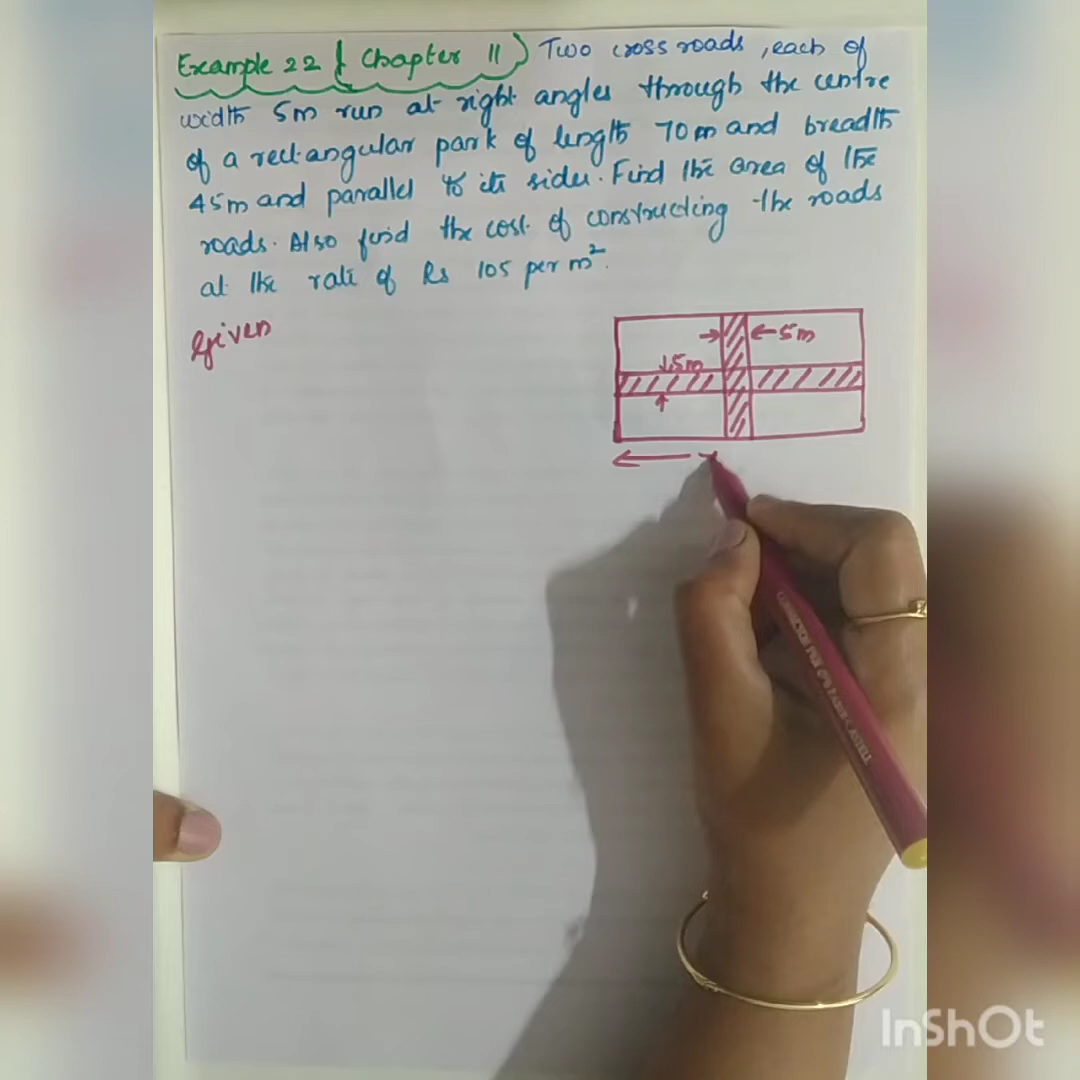 Example 22 { Chapter 11 } Two cross roads, each of
width 5m run at right angles through the centre
of a rectangular park of length 70m and breadth
45m and parallel to its sides. Find the area of the
roads. Also find the cost of constructing the roads
at the rate of Rs 105 per m².
Given
5m
5m
InShOt